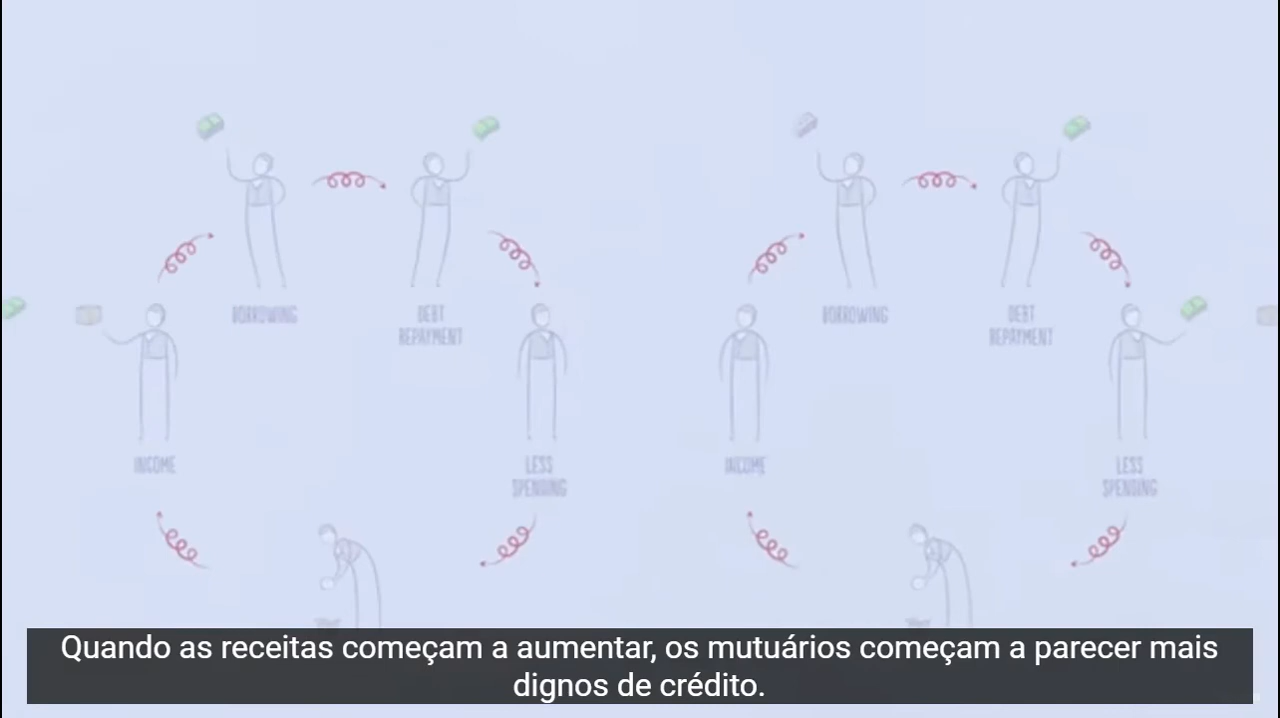 BORROWING
DEBT
REPAYMENT
INCOME
LESS
SPENDING
BORROWING
DEBT
REPAYMENT
INCOME
LESS
SPENDING
Quando as receitas começam a aumentar, os mutuários começam a parecer mais
dignos de crédito.